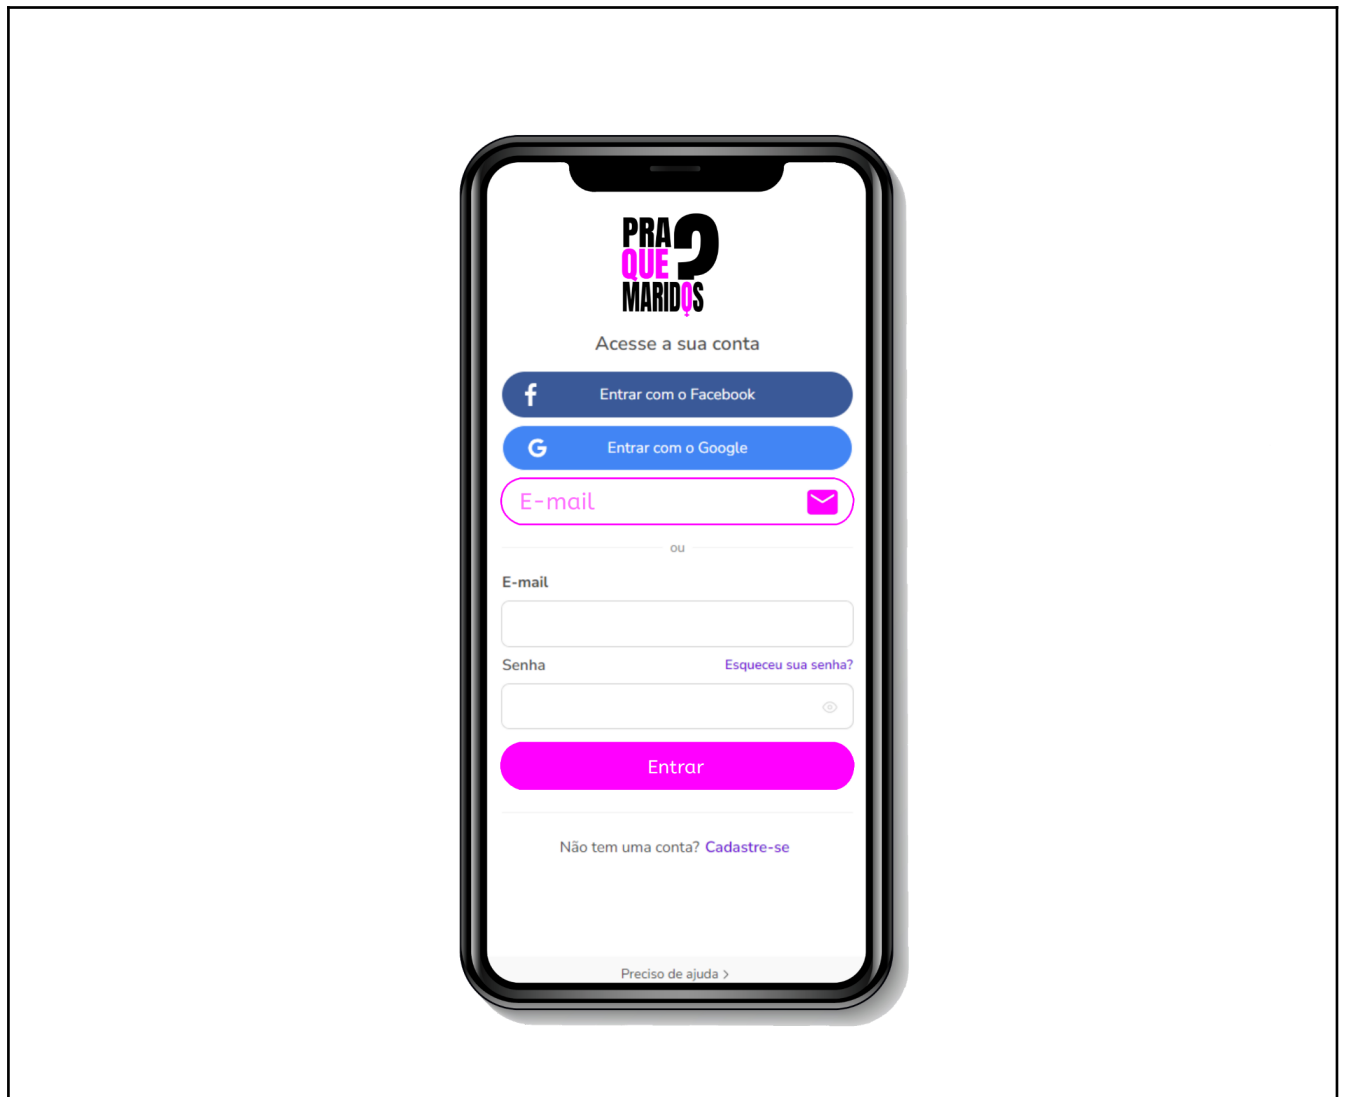 PRA
QUE
MARIDOS
?
Acesse a sua conta
f Entrar com o Facebook
G Entrar com o Google
E-mail
ou
E-mail
Senha Esqueceu sua senha?
Entrar
Não tem uma conta? Cadastre-se
Preciso de ajuda >